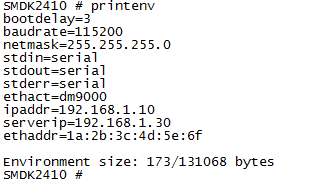 SMDK2410 # printenv
bootdelay=3
baudrate=115200
netmask=255.255.255.0
stdin=serial
stdout=serial
stderr=serial
ethact=dm9000
ipaddr=192.168.1.10
serverip=192.168.1.30
ethaddr=1a:2b:3c:4d:5e:6f

Environment size: 173/131068 bytes
SMDK2410 #